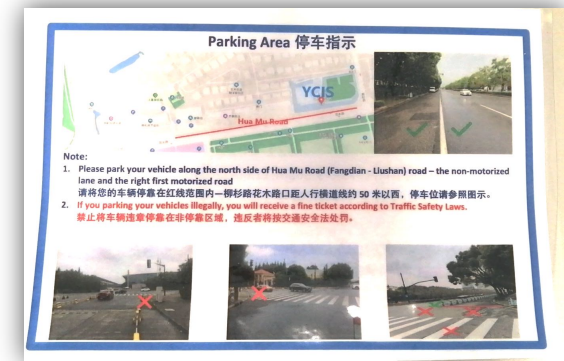 Parking Area 停车指示
YCIS
Hua Mu Road
Note:
1. Please park your vehicle along the north side of Hua Mu Road (Fangdian - Liushan) road – the non-motorized
lane and the right first motorized road
请将您的车辆停靠在红线范围内一柳杉路花木路口距人行横道线约 50 米以西，停车位请参照图示。
2. If you parking your vehicles illegally, you will receive a fine ticket according to Traffic Safety Laws.
禁止将车辆违章停靠在非停靠区域，违反者将按交通安全法处罚。